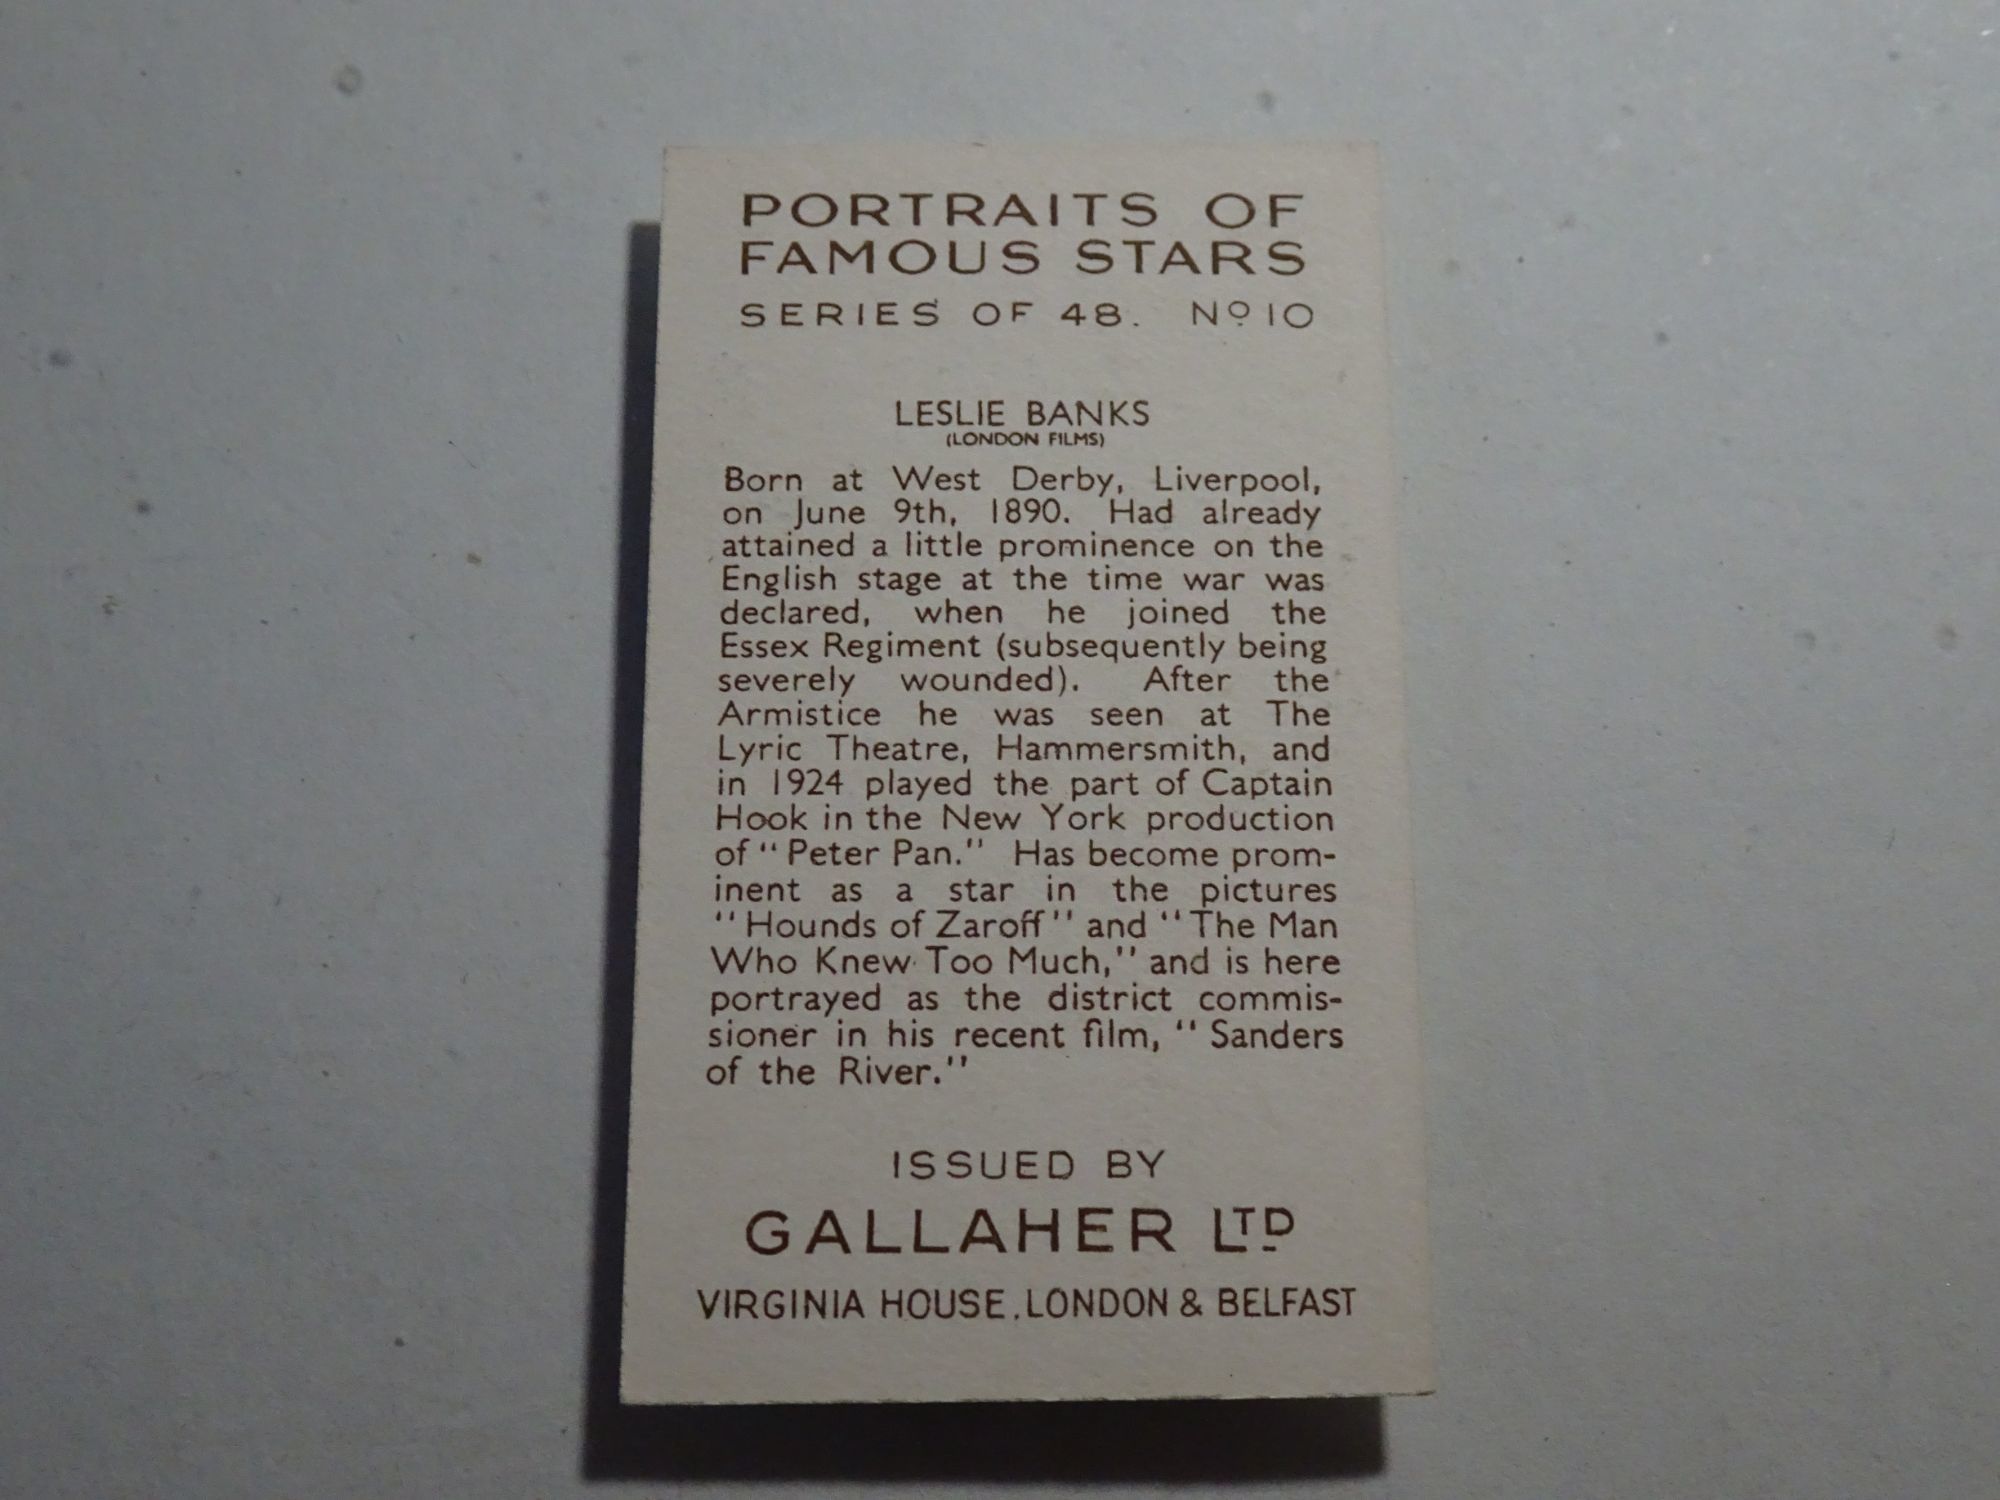 PORTRAITS OF
FAMOUS STARS
SERIES OF 48. No 10
LESLIE BANKS
(LONDON FILMS)
Born at West Derby, Liverpool,
on June 9th, 1890. Had already
attained a little prominence on the
English stage at the time war was
declared, when he joined the
Essex Regiment (subsequently being
severely wounded). After the
Armistice he was seen at The
Lyric Theatre, Hammersmith, and
in 1924 played the part of Captain
Hook in the New York production
of "Peter Pan." Has become prom-
inent as a star in the pictures
"Hounds of Zaroff" and "The Man
Who Knew Too Much," and is here
portrayed as the district commis-
sioner in his recent film, "Sanders
of the River."
ISSUED BY
GALLAHER LTD
VIRGINIA HOUSE, LONDON & BELFAST